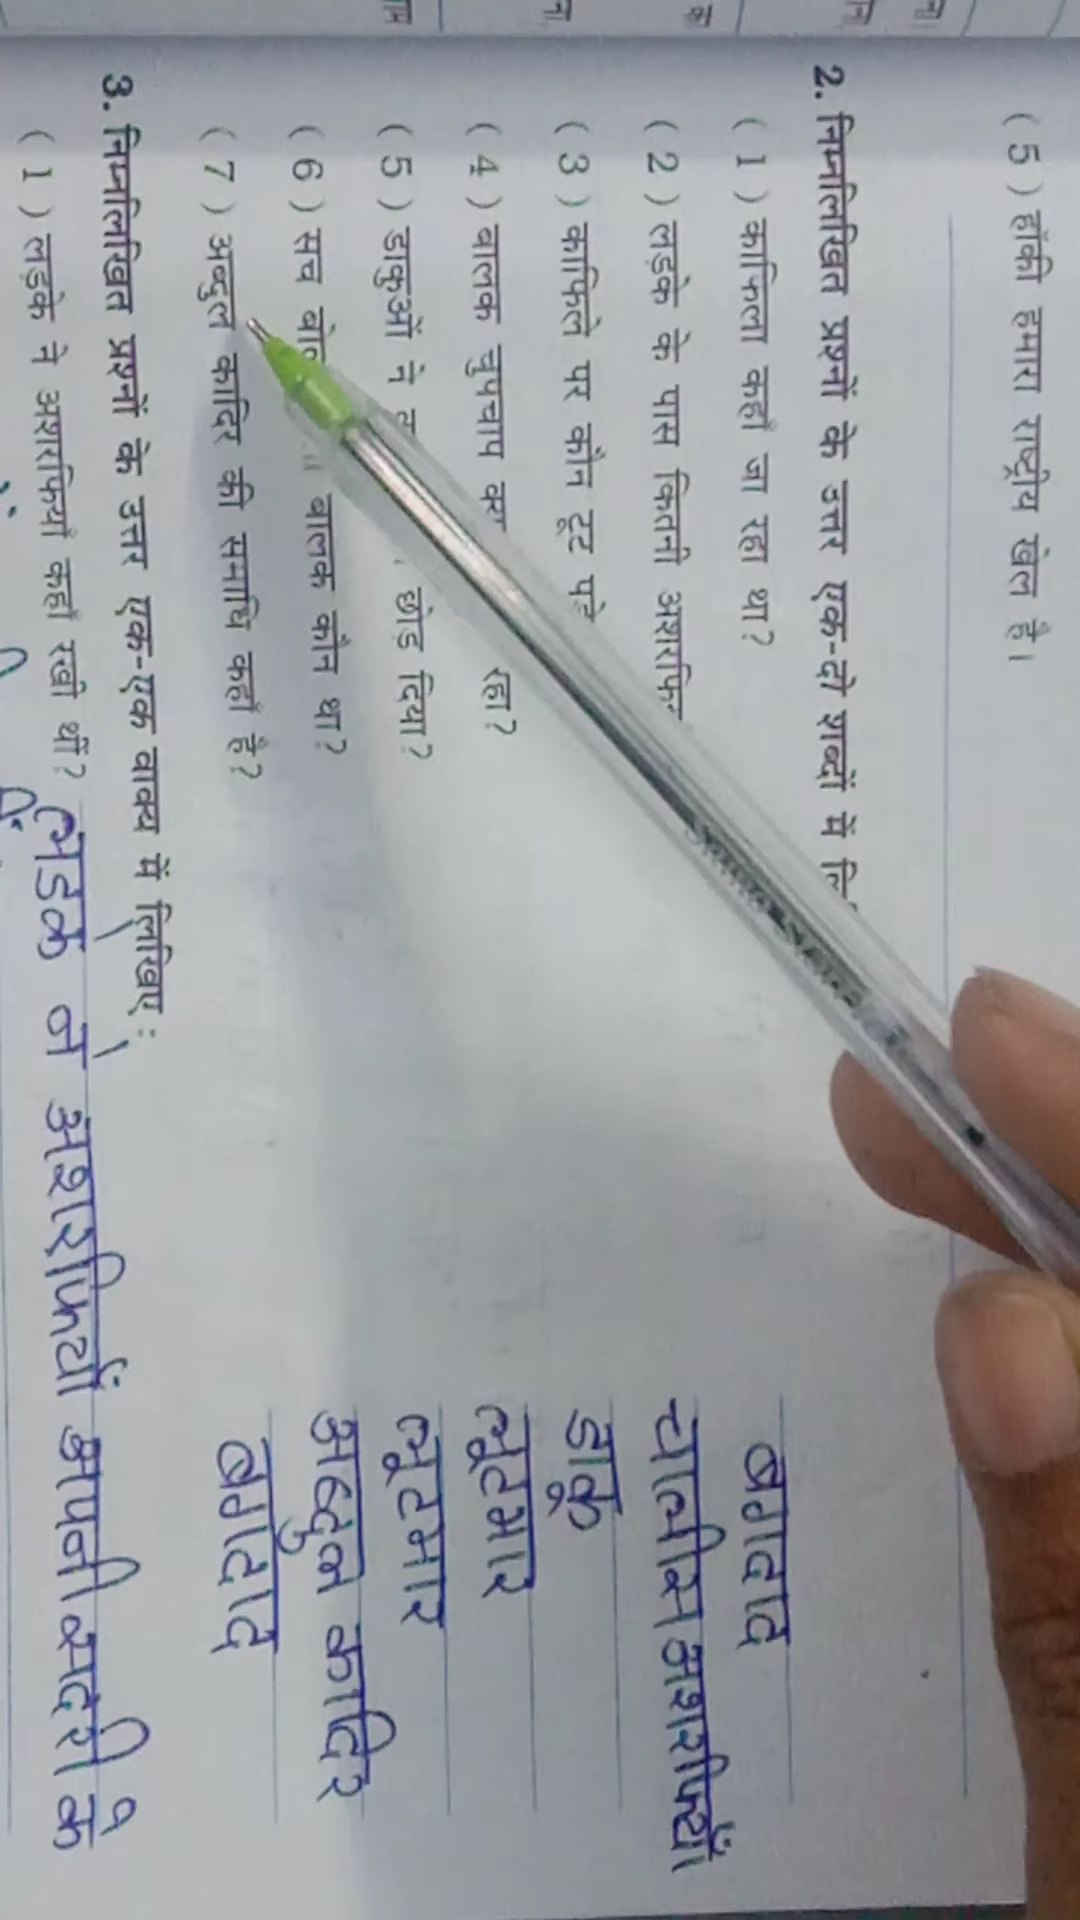 ( 5 ) हॉकी हमारा राष्ट्रीय खेल है।
2. निम्नलिखित प्रश्नों के उत्तर एक-दो शब्दों में
( 1 ) काफिला कहाँ जा रहा था? बगदाद
( 2 ) लड़के के पास कितनी चालीस अशर्फियाँ
( 3 ) काफिले पर कौन टूट पड़े डाकू
( 4 ) बालक चुपचाप रहा? लूटमार
( 5 ) डाकुओं ने छोड़ दिया? लूटमार
( 6 ) सच बालक कौन था? अब्दुल कादिर
( 7 ) अब्दुल कादिर की समाधि कहाँ है? बगदाद
3. निम्नलिखित प्रश्नों के उत्तर एक-एक वाक्य में लिखिए :
( 1 ) लड़के ने अशरफियाँ कहाँ रखी थीं? लड़के ने अशरफियाँ अपनी सदरी के